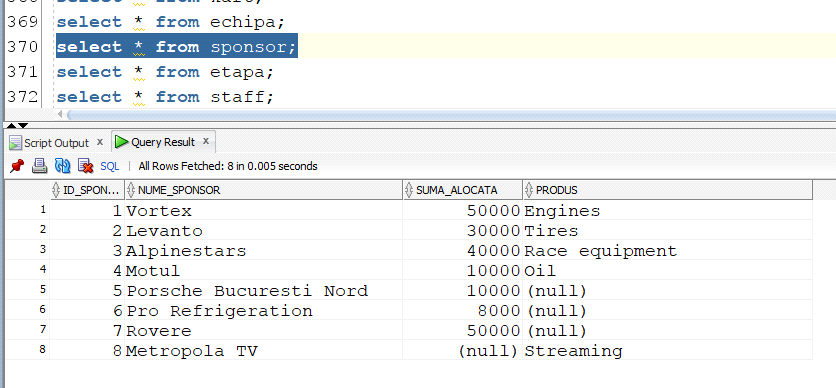 369 select * from echipa;
370 select * from sponsor;
371 select * from etapa;
372 select * from staff;
Script Output x Query Result x
SQL | All Rows Fetched: 8 in 0.005 seconds
ID_SPON... NUME_SPONSOR SUMA_ALOCATA PRODUS
1 1 Vortex 50000 Engines
2 2 Levanto 30000 Tires
3 3 Alpinestars 40000 Race equipment
4 4 Motul 10000 Oil
5 5 Porsche Bucuresti Nord 10000 (null)
6 6 Pro Refrigeration 8000 (null)
7 7 Rovere 50000 (null)
8 8 Metropola TV (null) Streaming